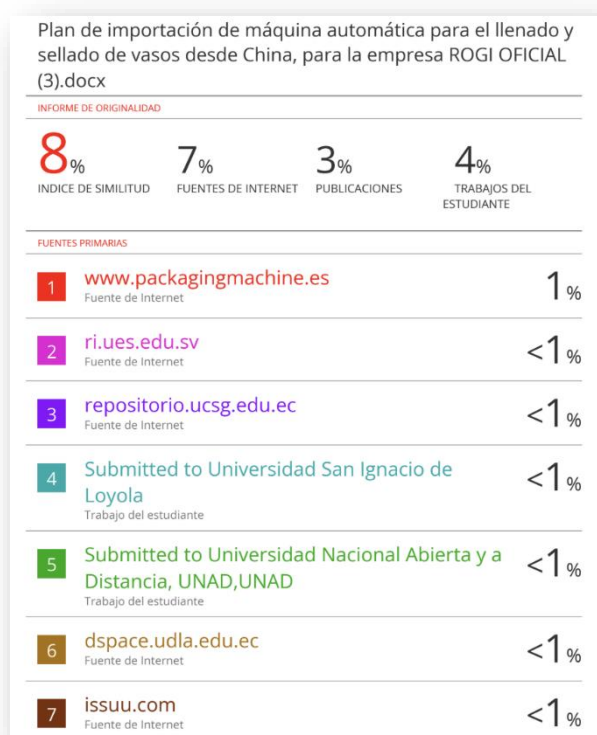 Plan de importación de máquina automática para el llenado y
sellado de vasos desde China, para la empresa ROGI OFICIAL
(3).docx
INFORME DE ORIGINALIDAD
8% 7% 3% 4%
INDICE DE SIMILITUD FUENTES DE INTERNET PUBLICACIONES TRABAJOS DEL
ESTUDIANTE
FUENTES PRIMARIAS
1 www.packagingmachine.es 1%
Fuente de Internet
2 ri.ues.edu.sv <1%
Fuente de Internet
3 repositorio.ucsg.edu.ec <1%
Fuente de Internet
4 Submitted to Universidad San Ignacio de <1%
Loyola
Trabajo del estudiante
5 Submitted to Universidad Nacional Abierta y a <1%
Distancia, UNAD,UNAD
Trabajo del estudiante
6 dspace.udla.edu.ec <1%
Fuente de Internet
7 issuu.com <1%
Fuente de Internet